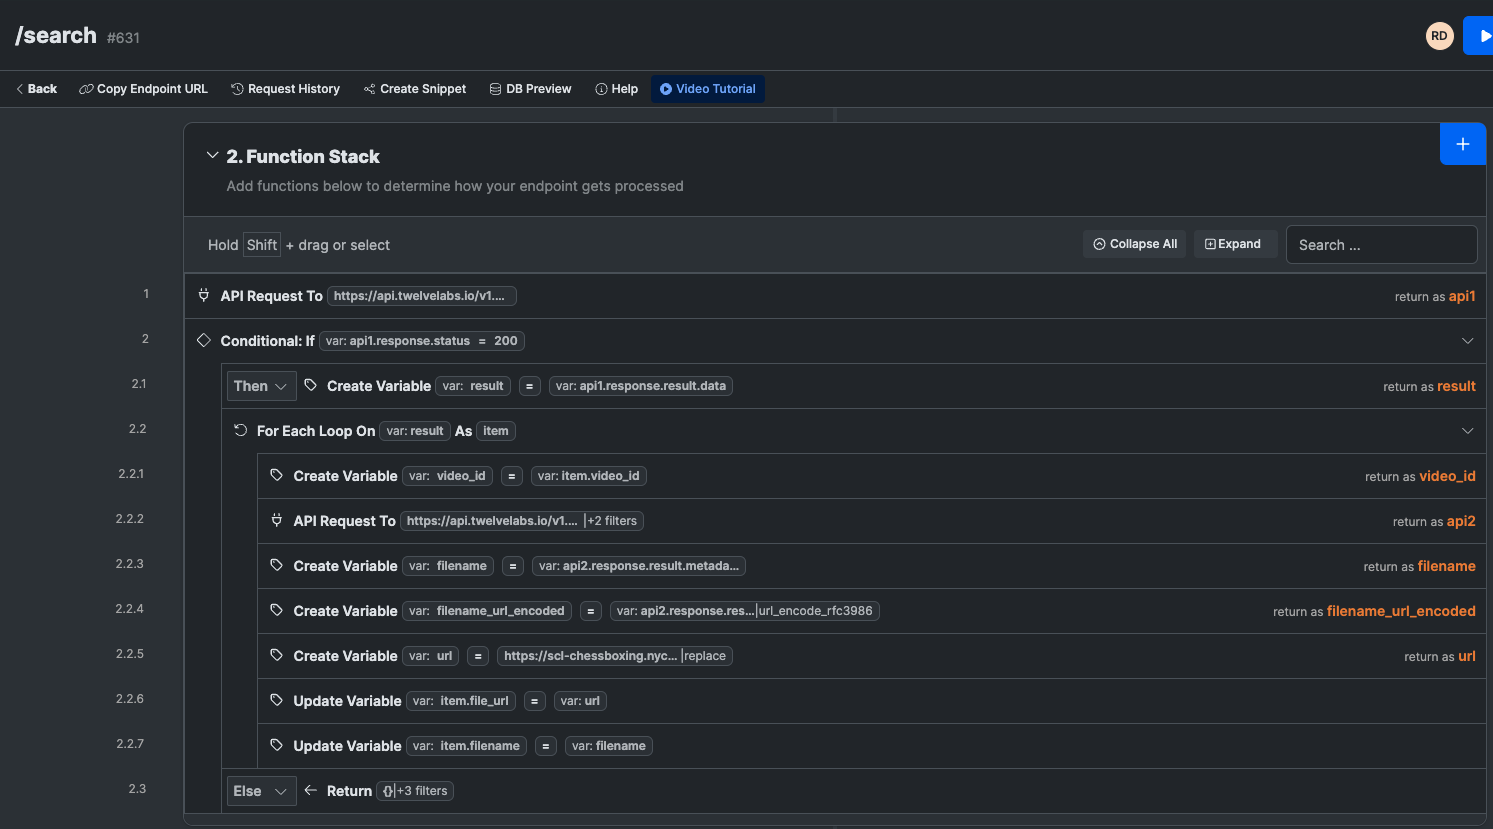 /search #631
RD
Back Copy Endpoint URL Request History Create Snippet DB Preview Help Video Tutorial
2. Function Stack
+
Add functions below to determine how your endpoint gets processed
Hold Shift + drag or select Collapse All Expand Search ...
1 API Request To https://api.twelvelabs.io/v1.... return as api1
2 Conditional: If var: api1.response.status = 200
2.1 Then Create Variable var: result = var: api1.response.result.data return as result
2.2 For Each Loop On var: result As item
2.2.1 Create Variable var: video_id = var: item.video_id return as video_id
2.2.2 API Request To https://api.twelvelabs.io/v1.... |+2 filters return as api2
2.2.3 Create Variable var: filename = var: api2.response.result.metada... return as filename
2.2.4 Create Variable var: filename_url_encoded = var: api2.response.res...|url_encode_rfc3986 return as filename_url_encoded
2.2.5 Create Variable var: url = https://scl-chessboxing.nyc... |replace return as url
2.2.6 Update Variable var: item.file_url = var: url
2.2.7 Update Variable var: item.filename = var: filename
2.3 Else Return {}|+3 filters